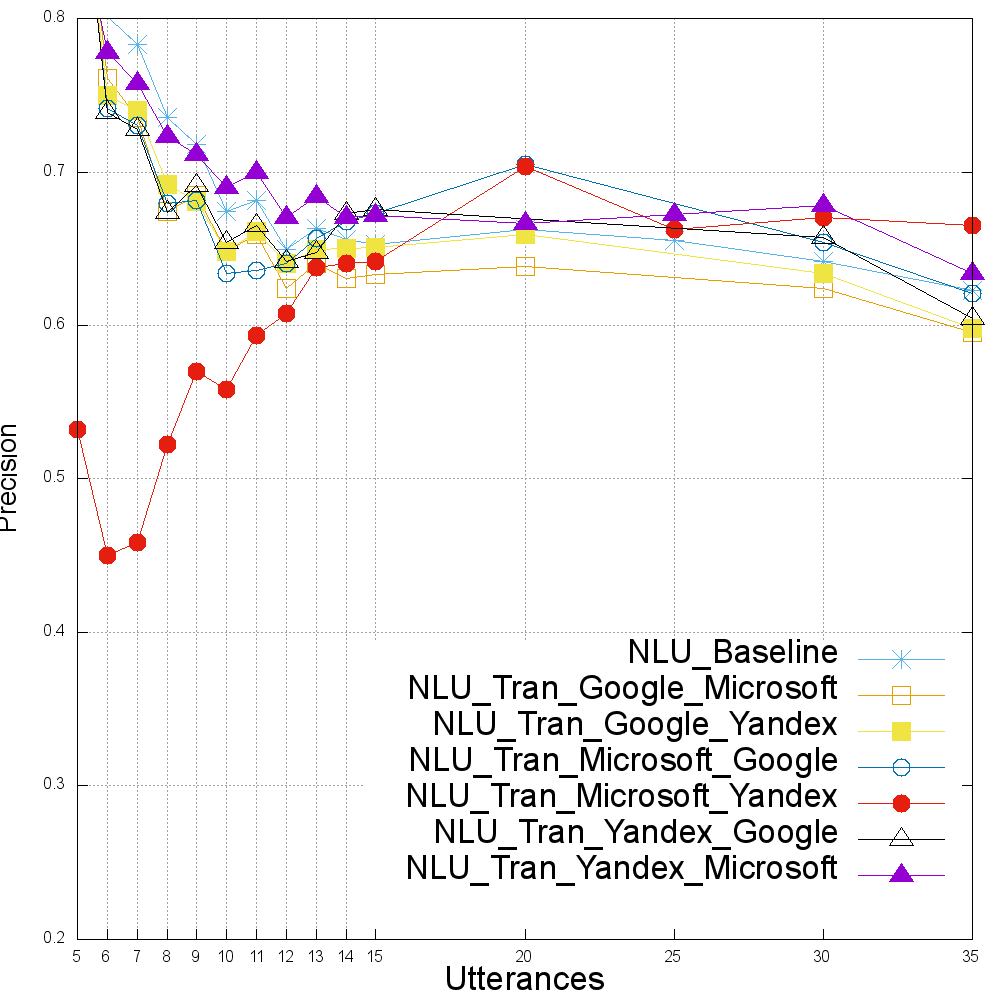 0.8
0.7
0.6
0.5
0.4
0.3
0.2
Precision
NLU_Baseline
NLU_Tran_Google_Microsoft
NLU_Tran_Google_Yandex
NLU_Tran_Microsoft_Google
NLU_Tran_Microsoft_Yandex
NLU_Tran_Yandex_Google
NLU_Tran_Yandex_Microsoft
5 6 7 8 9 10 11 12 13 14 15 20 25 30 35
Utterances